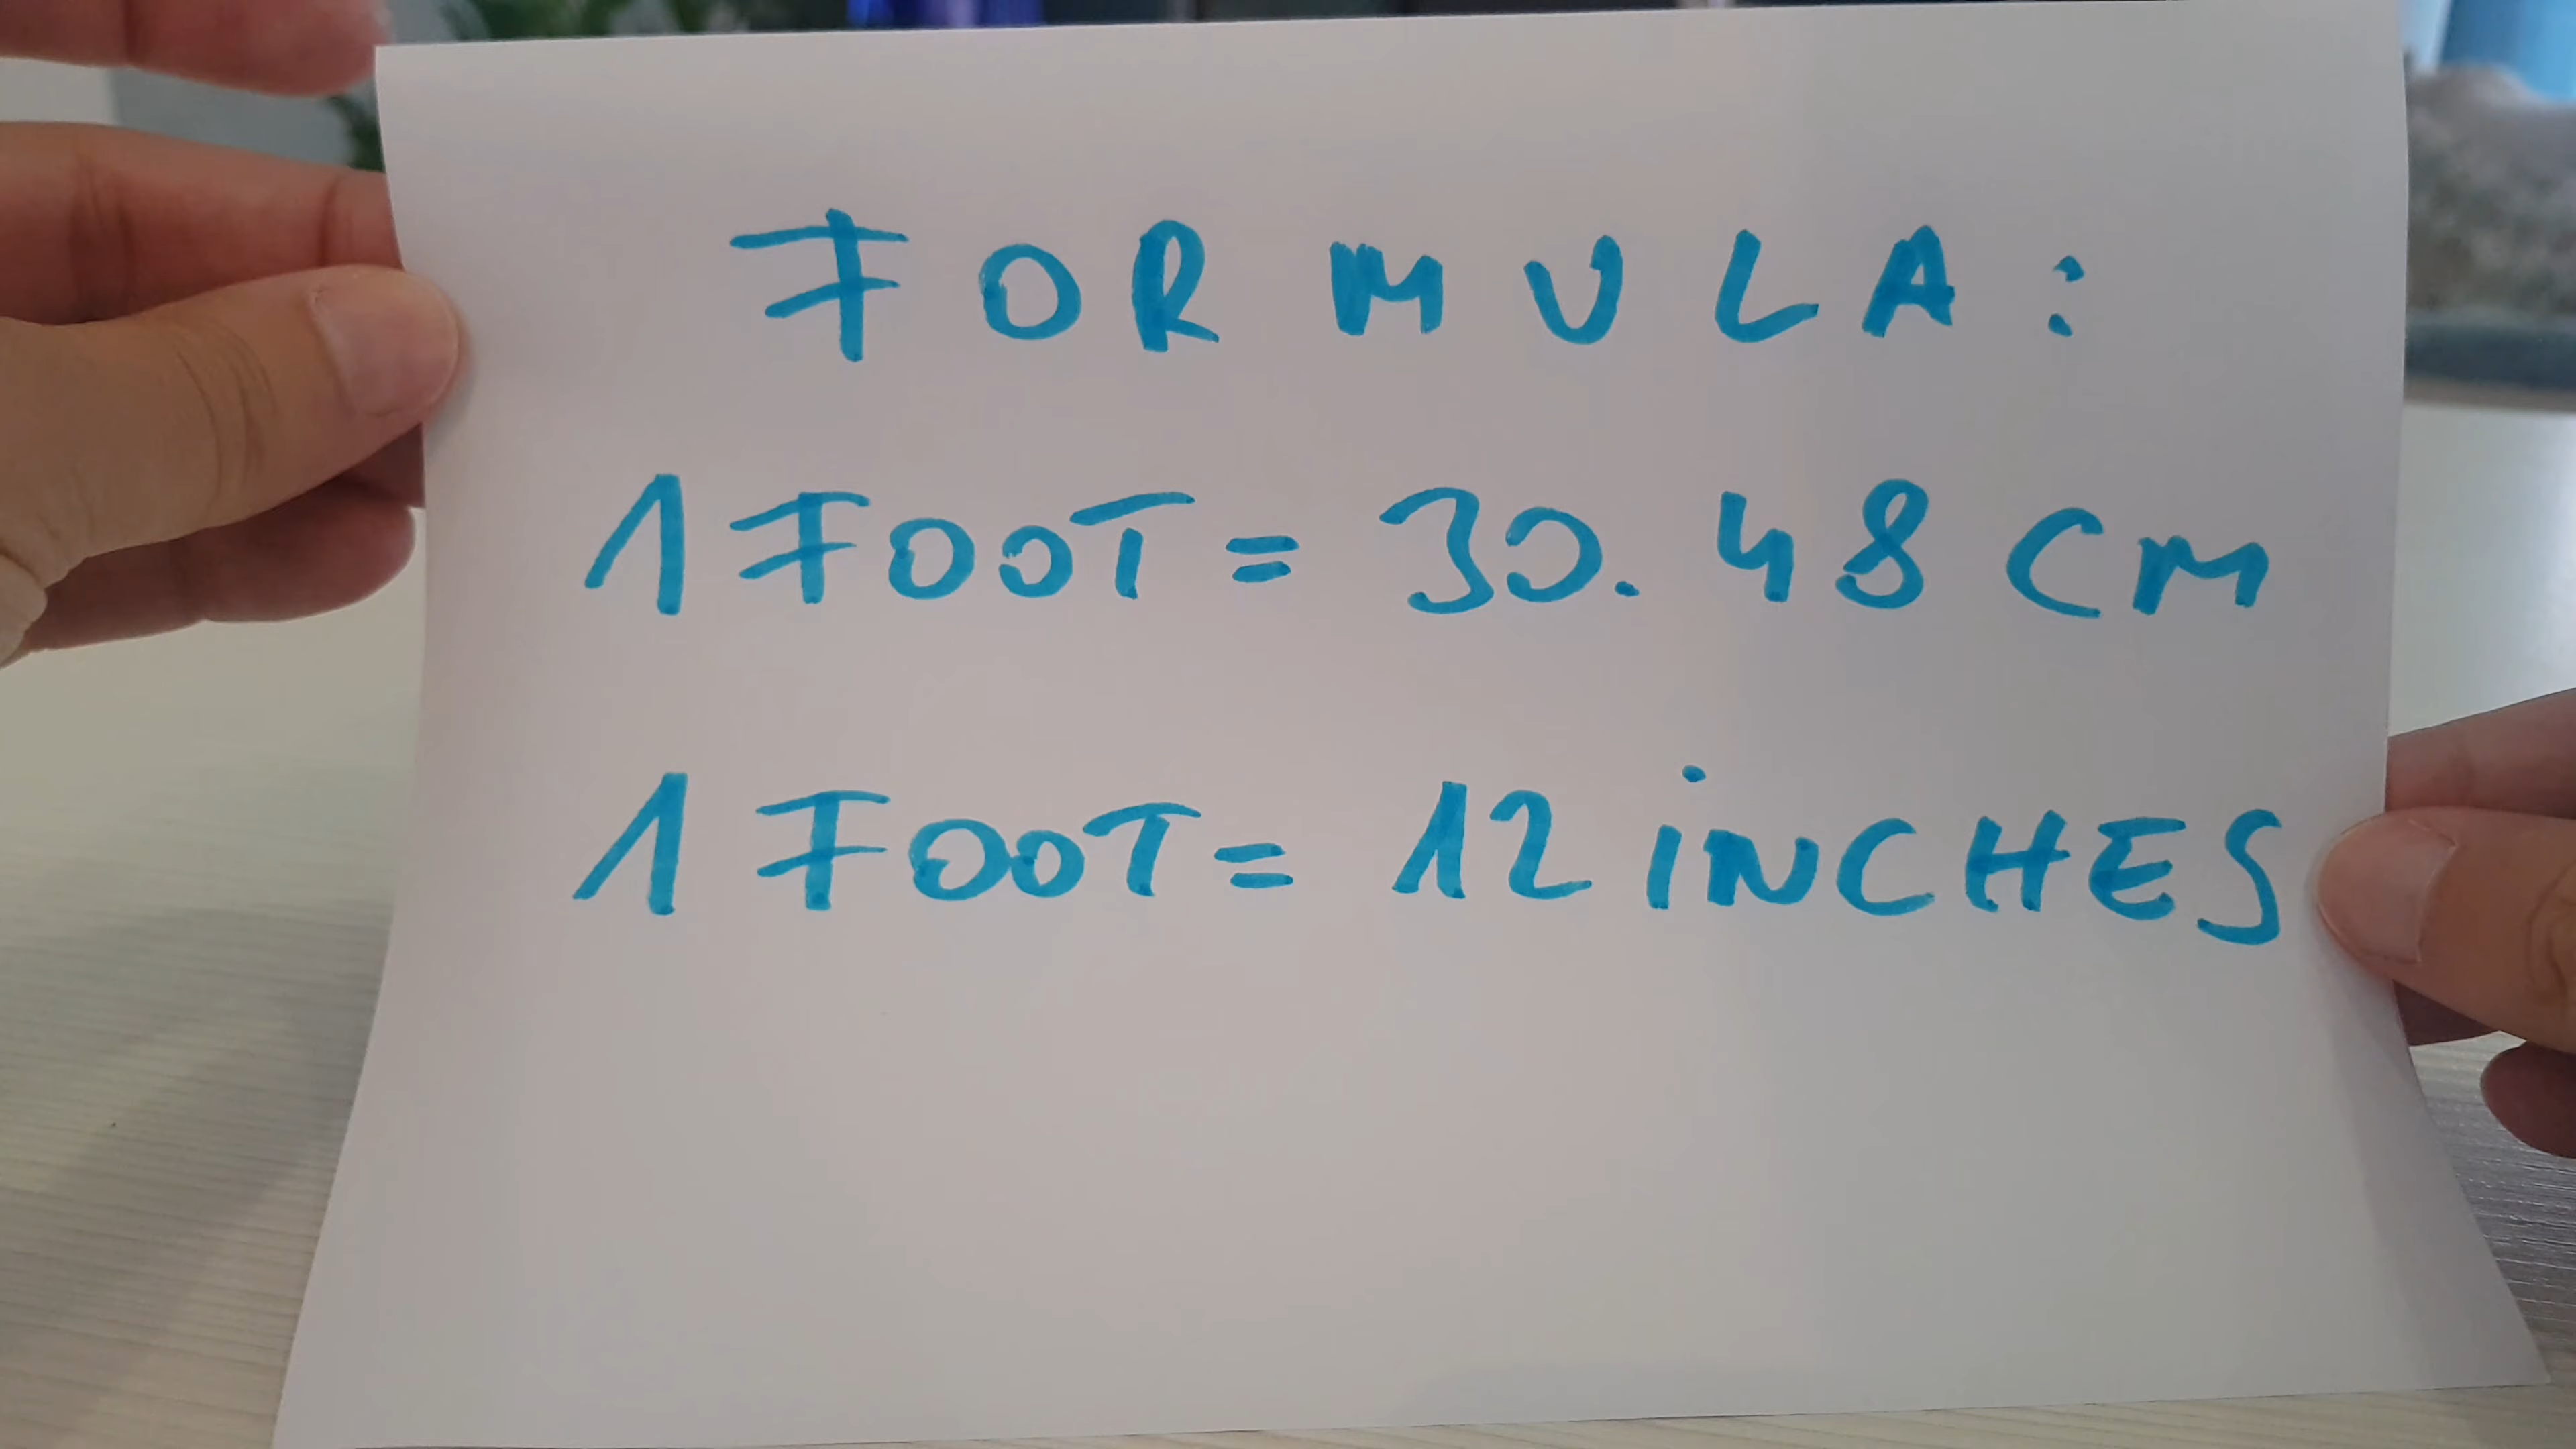 FORMULA:
1 FOOT = 30.48 CM
1 FOOT = 12 iNCHES